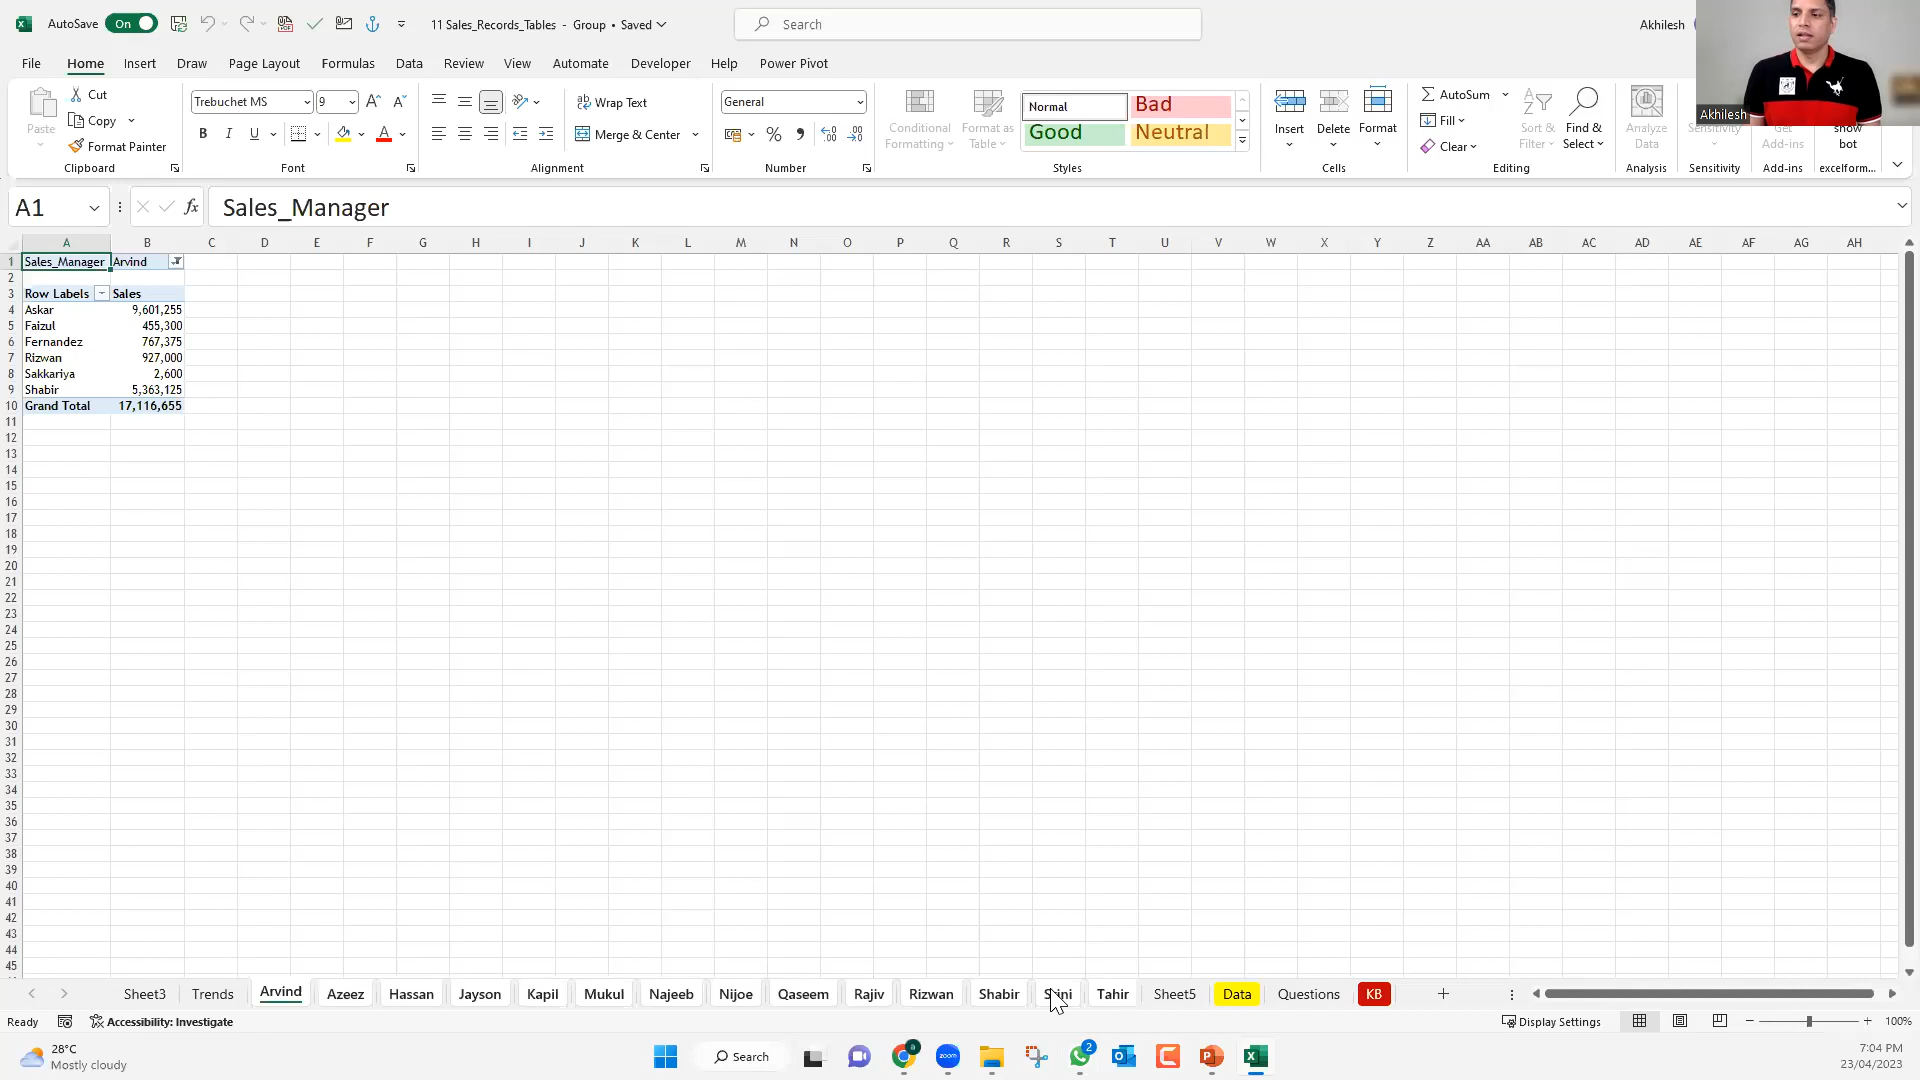 AutoSave On 11 Sales_Records_Tables - Group • Saved Search Akhilesh
File Home Insert Draw Page Layout Formulas Data Review View Automate Developer Help Power Pivot
Paste Cut Copy Format Painter Clipboard
Trebuchet MS 9 B I U Font
Wrap Text Merge & Center Alignment
General % Number
Conditional Formatting Format as Table
Normal Bad Good Neutral Styles
Insert Delete Format Cells
AutoSum Fill Clear Sort & Filter Find & Select Editing
Analyze Data Analysis
Sensitivity Sensitivity
Get Add-ins Add-ins
show bot excelform...
Akhilesh
A1 fx Sales_Manager
A B C D E F G H I J K L M N O P Q R S T U V W X Y Z AA AB AC AD AE AF AG AH
1 Sales_Manager Arvind
2
3 Row Labels Sales
4 Askar 9,601,255
5 Faizul 455,300
6 Fernandez 767,375
7 Rizwan 927,000
8 Sakkariya 2,600
9 Shabir 5,363,125
10 Grand Total 17,116,655
11
12
13
14
15
16
17
18
19
20
21
22
23
24
25
26
27
28
29
30
31
32
33
34
35
36
37
38
39
40
41
42
43
44
45
Sheet3 Trends Arvind Azeez Hassan Jayson Kapil Mukul Najeeb Nijoe Qaseem Rajiv Rizwan Shabir Tahir Sheet5 Data Questions KB
Ready Accessibility: Investigate Display Settings 100%
28°C
Mostly cloudy
Search
zoom
2
7:04 PM
23/04/2023